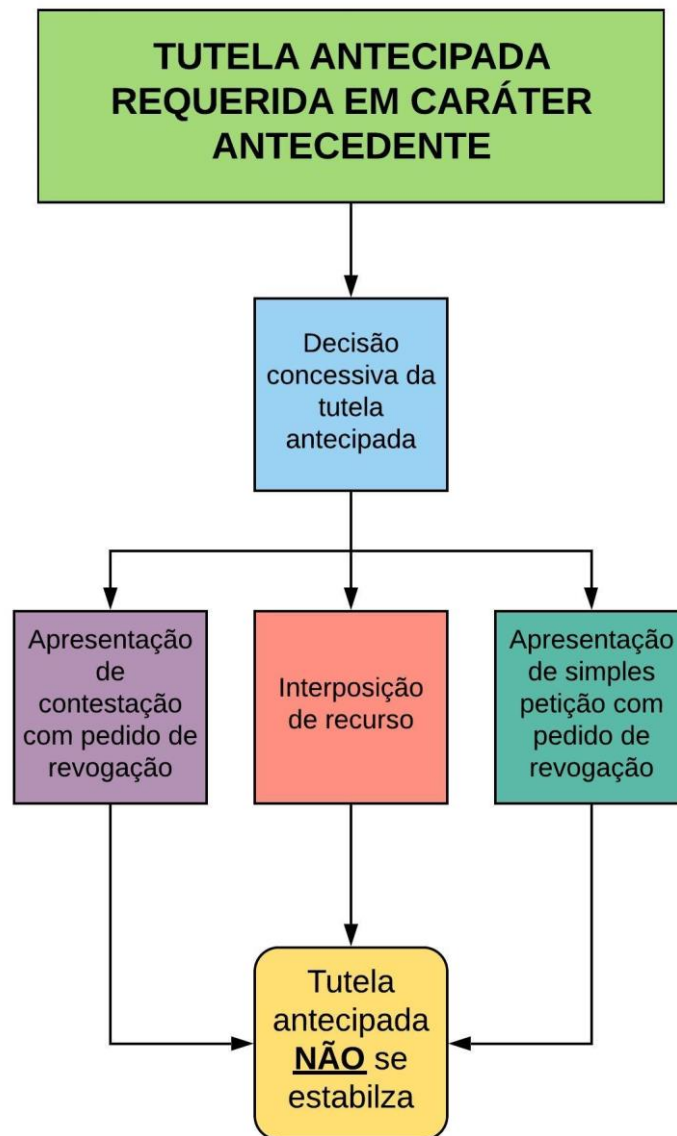 TUTELA ANTECIPADA
REQUERIDA EM CARÁTER
ANTECEDENTE
Decisão
concessiva da
tutela
antecipada
Apresentação
de
contestação
com pedido de
revogação
Interposição
de recurso
Apresentação
de simples
petição com
pedido de
revogação
Tutela
antecipada
NÃO se
estabilza